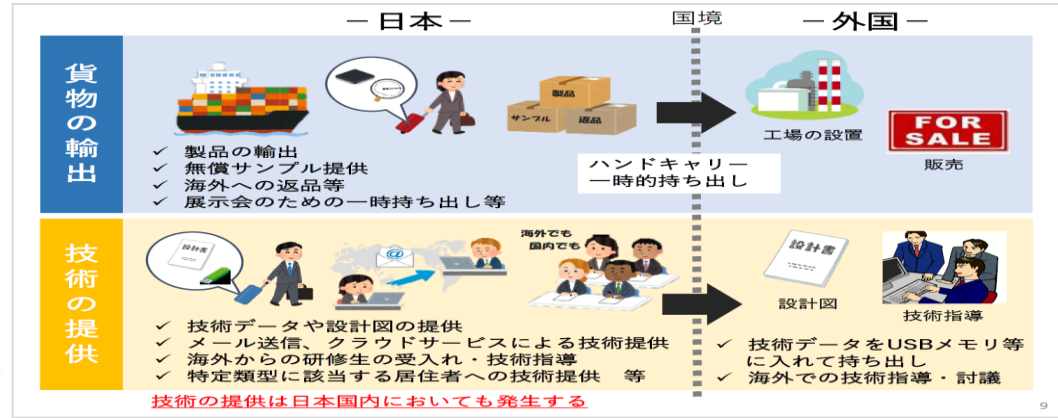 －日本－
国境
－外国－
貨物の輸出
製品
サンプル
返品
工場の設置
FOR
SALE
販売
ハンドキャリー
一時的持ち出し
✓ 製品の輸出
✓ 無償サンプル提供
✓ 海外への返品等
✓ 展示会のための一時持ち出し等
技術の提供
設計書
@
海外でも
国内でも
設計書
設計図
技術指導
✓ 技術データや設計図の提供
✓ メール送信、クラウドサービスによる技術提供
✓ 海外からの研修生の受入れ・技術指導
✓ 特定類型に該当する居住者への技術提供 等
✓ 技術データをUSBメモリ等
に入れて持ち出し
✓ 海外での技術指導・討議
技術の提供は日本国内においても発生する
9